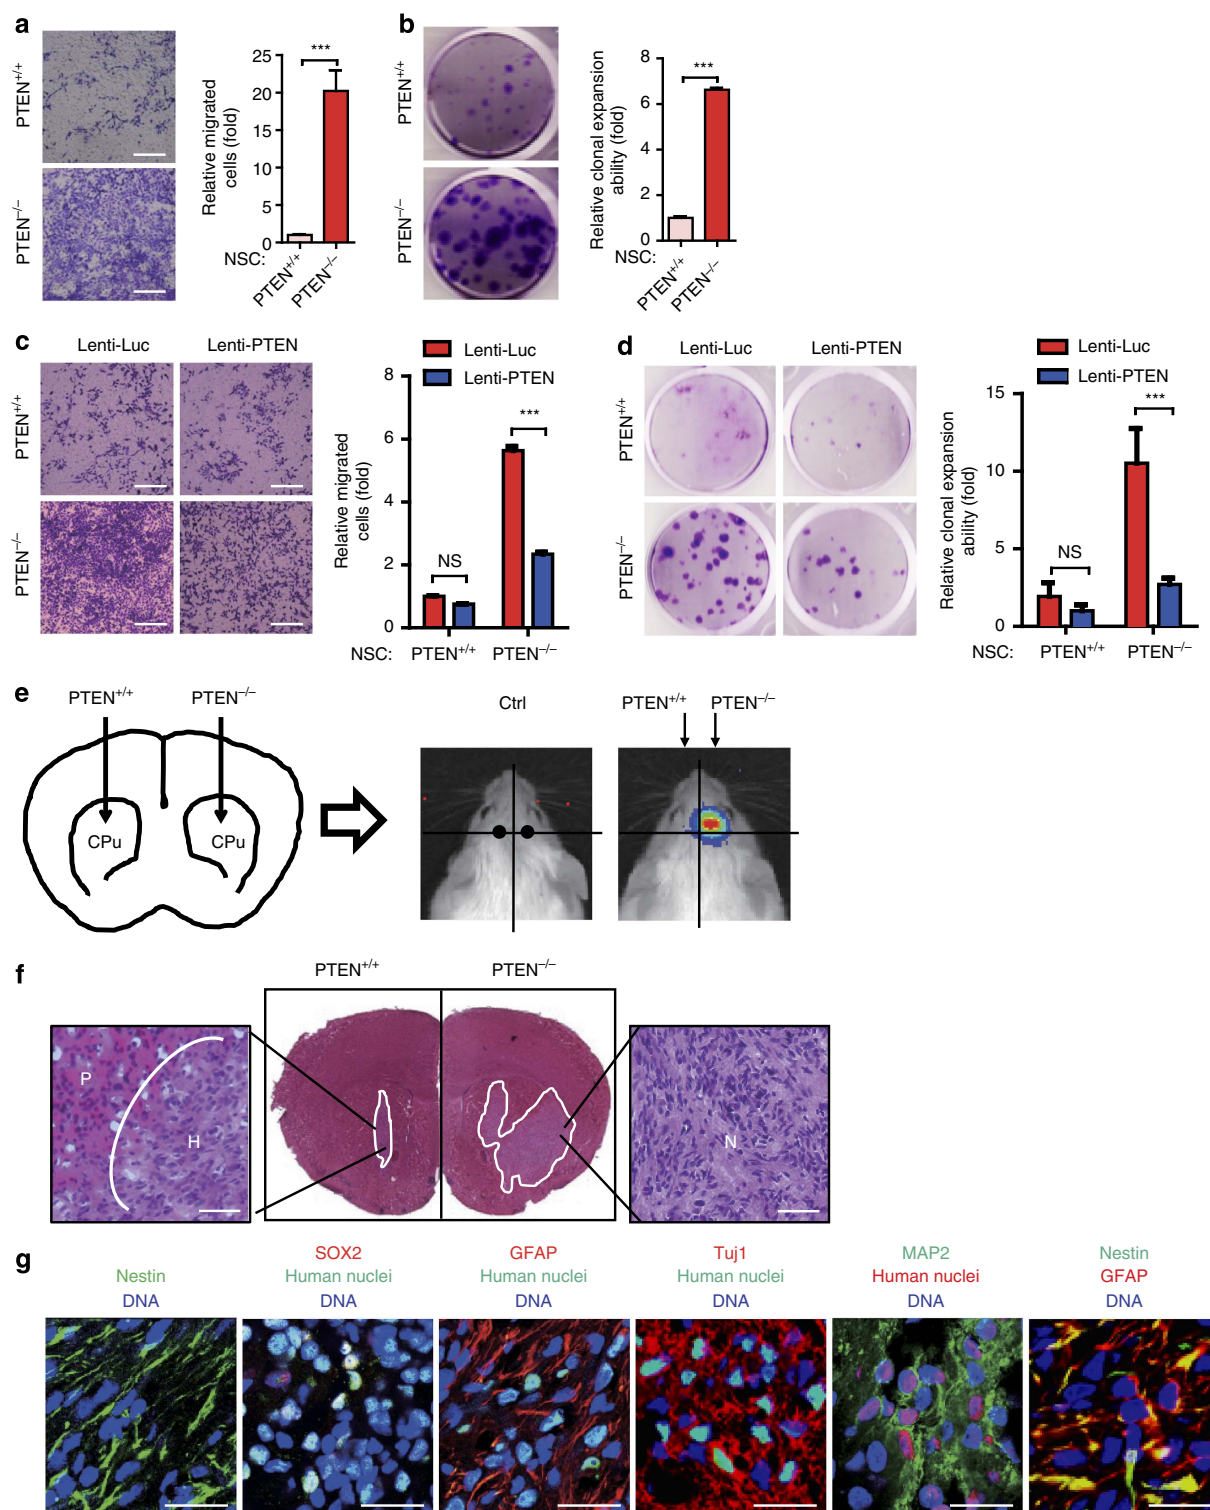 a
PTEN+/+
PTEN−/−
Relative migrated
cells (fold)
25
20
15
10
5
0
***
NSC:
PTEN+/+
PTEN−/−
b
PTEN+/+
PTEN−/−
Relative clonal expansion
ability (fold)
8
6
4
2
0
***
NSC:
PTEN+/+
PTEN−/−
c
Lenti-Luc
Lenti-PTEN
PTEN+/+
PTEN−/−
Lenti-Luc
Lenti-PTEN
Relative migrated
cells (fold)
8
6
4
2
0
NS
***
NSC:
PTEN+/+
PTEN−/−
d
Lenti-Luc
Lenti-PTEN
PTEN+/+
PTEN−/−
Lenti-Luc
Lenti-PTEN
Relative clonal expansion
ability (fold)
15
10
5
0
NS
***
NSC:
PTEN+/+
PTEN−/−
e
PTEN+/+
PTEN−/−
CPu
CPu
Ctrl
PTEN+/+
PTEN−/−
f
PTEN+/+
PTEN−/−
P
H
N
g
Nestin
DNA
SOX2
Human nuclei
DNA
GFAP
Human nuclei
DNA
Tuj1
Human nuclei
DNA
MAP2
Human nuclei
DNA
Nestin
GFAP
DNA